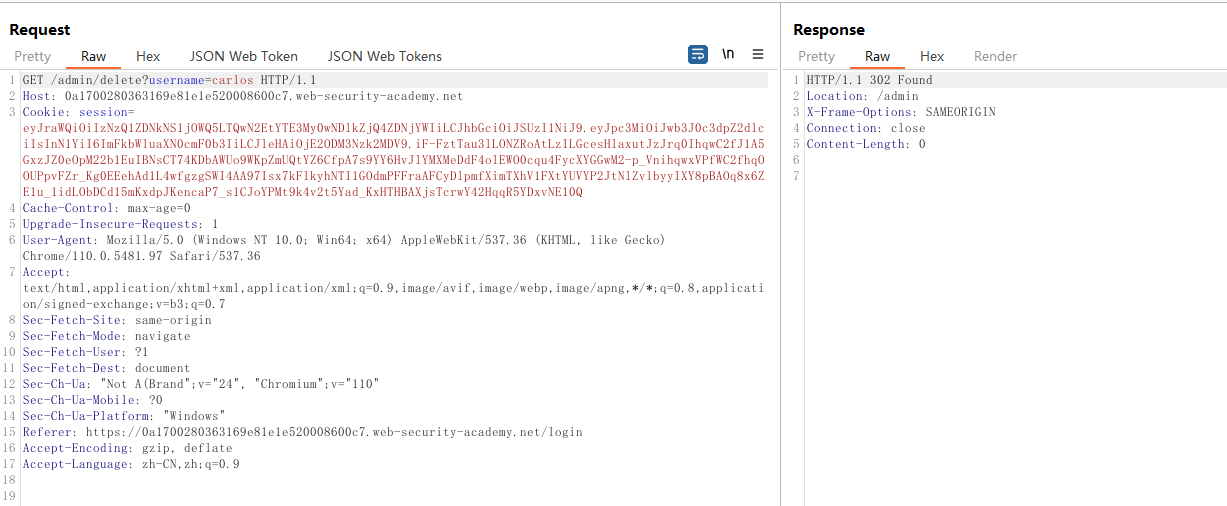 Request
Pretty Raw Hex JSON Web Token JSON Web Tokens \n
1 GET /admin/delete?username=carlos HTTP/1.1
2 Host: 0a1700280363169e81e1e520008600c7.web-security-academy.net
3 Cookie: session=
4 Cache-Control: max-age=0
5 Upgrade-Insecure-Requests: 1
6 User-Agent: Mozilla/5.0 (Windows NT 10.0; Win64; x64) AppleWebKit/537.36 (KHTML, like Gecko)
Chrome/110.0.5481.97 Safari/537.36
7 Accept:
text/html,application/xhtml+xml,application/xml;q=0.9,image/avif,image/webp,image/apng,*/*;q=0.8,applicati
on/signed-exchange;v=b3;q=0.7
8 Sec-Fetch-Site: same-origin
9 Sec-Fetch-Mode: navigate
10 Sec-Fetch-User: ?1
11 Sec-Fetch-Dest: document
12 Sec-Ch-Ua: "Not A(Brand";v="24", "Chromium";v="110"
13 Sec-Ch-Ua-Mobile: ?0
14 Sec-Ch-Ua-Platform: "Windows"
15 Referer: https://0a1700280363169e81e1e520008600c7.web-security-academy.net/login
16 Accept-Encoding: gzip, deflate
17 Accept-Language: zh-CN,zh;q=0.9
18
19
Response
Pretty Raw Hex Render
1 HTTP/1.1 302 Found
2 Location: /admin
3 X-Frame-Options: SAMEORIGIN
4 Connection: close
5 Content-Length: 0
6
7